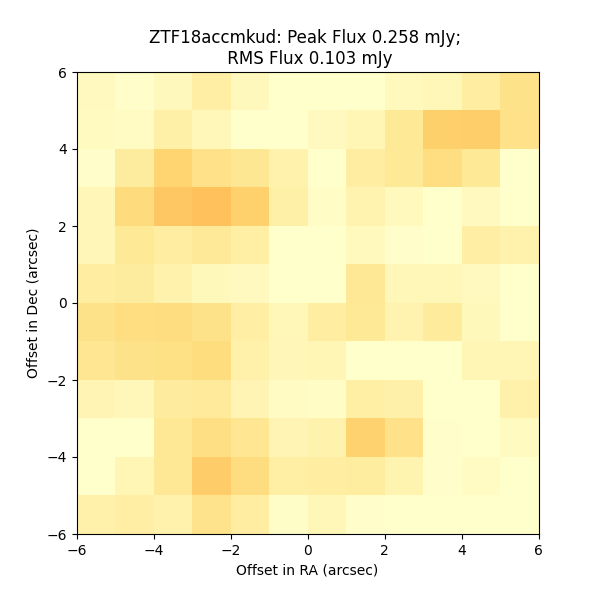 ZTF18accmkud: Peak Flux 0.258 mJy;
RMS Flux 0.103 mJy
6
4
2
0
−2
−4
−6
Offset in Dec (arcsec)
−6 −4 −2 0 2 4 6
Offset in RA (arcsec)